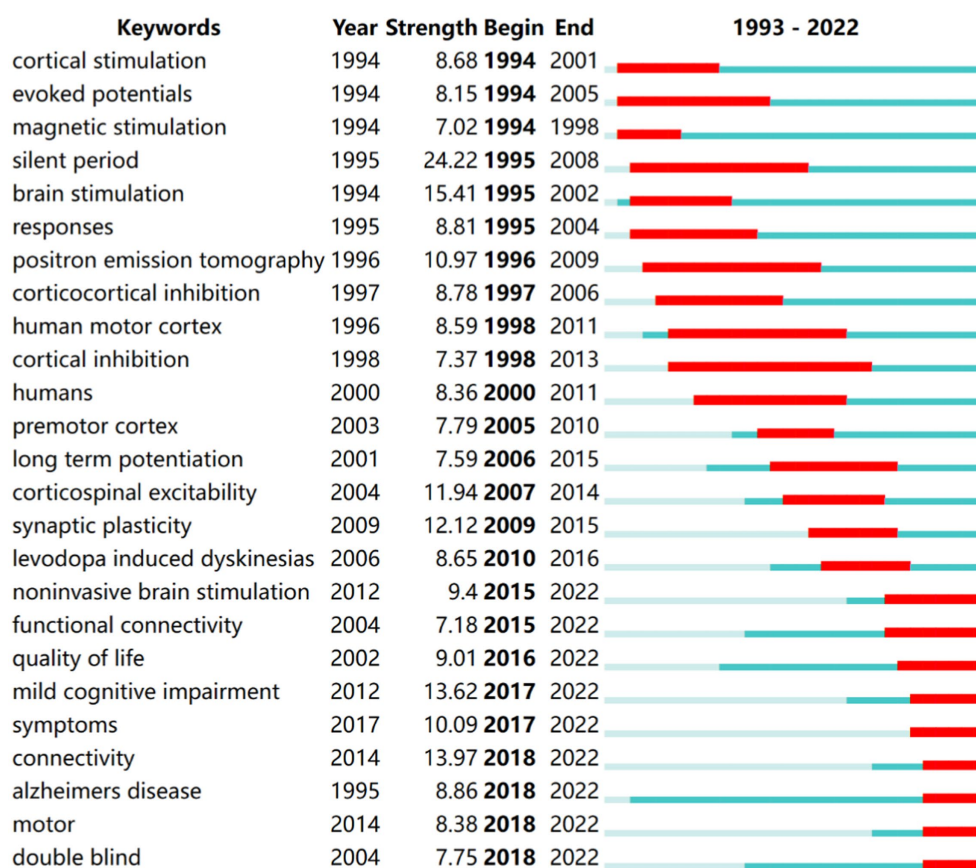 Keywords Year Strength Begin End 1993 - 2022
cortical stimulation 1994 8.68 1994 2001
evoked potentials 1994 8.15 1994 2005
magnetic stimulation 1994 7.02 1994 1998
silent period 1995 24.22 1995 2008
brain stimulation 1994 15.41 1995 2002
responses 1995 8.81 1995 2004
positron emission tomography 1996 10.97 1996 2009
corticocortical inhibition 1997 8.78 1997 2006
human motor cortex 1996 8.59 1998 2011
cortical inhibition 1998 7.37 1998 2013
humans 2000 8.36 2000 2011
premotor cortex 2003 7.79 2005 2010
long term potentiation 2001 7.59 2006 2015
corticospinal excitability 2004 11.94 2007 2014
synaptic plasticity 2009 12.12 2009 2015
levodopa induced dyskinesias 2006 8.65 2010 2016
noninvasive brain stimulation 2012 9.4 2015 2022
functional connectivity 2004 7.18 2015 2022
quality of life 2002 9.01 2016 2022
mild cognitive impairment 2012 13.62 2017 2022
symptoms 2017 10.09 2017 2022
connectivity 2014 13.97 2018 2022
alzheimers disease 1995 8.86 2018 2022
motor 2014 8.38 2018 2022
double blind 2004 7.75 2018 2022